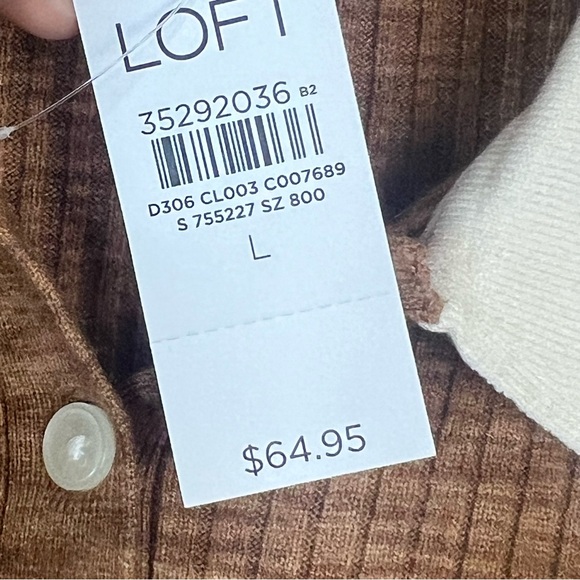 LOFT
35292036 B2
D306 CL003 C007689
S 755227 SZ 800
L
$64.95